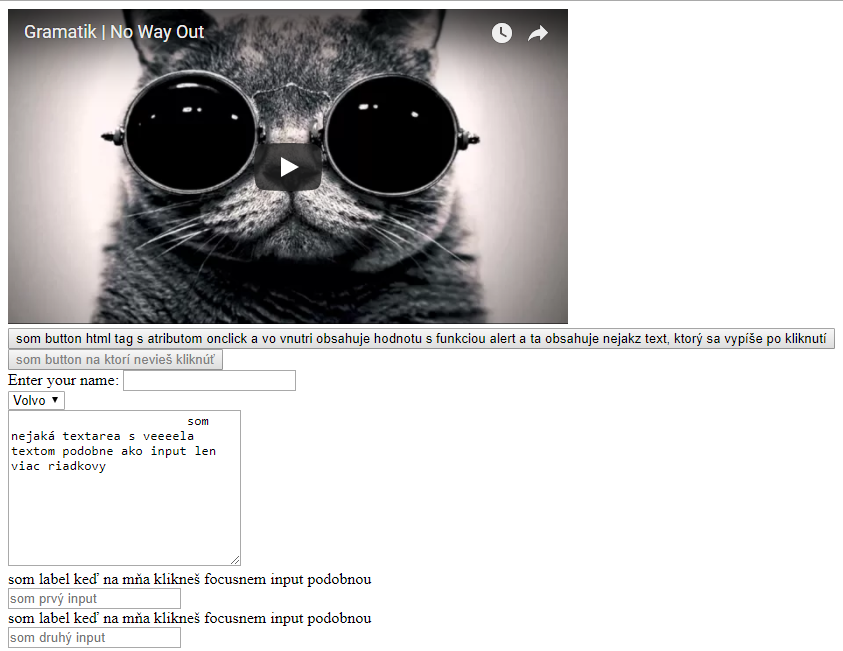 Gramatik | No Way Out
som button html tag s atributom onclick a vo vnutri obsahuje hodnotu s funkciou alert a ta obsahuje nejakz text, ktorý sa vypíše po kliknutí
som button na ktorí nevieš kliknúť
Enter your name:
Volvo
som
nejaká textarea s veeeela
textom podobne ako input len
viac riadkovy
som label keď na mňa klikneš focusnem input podobnou
som prvý input
som label keď na mňa klikneš focusnem input podobnou
som druhý input